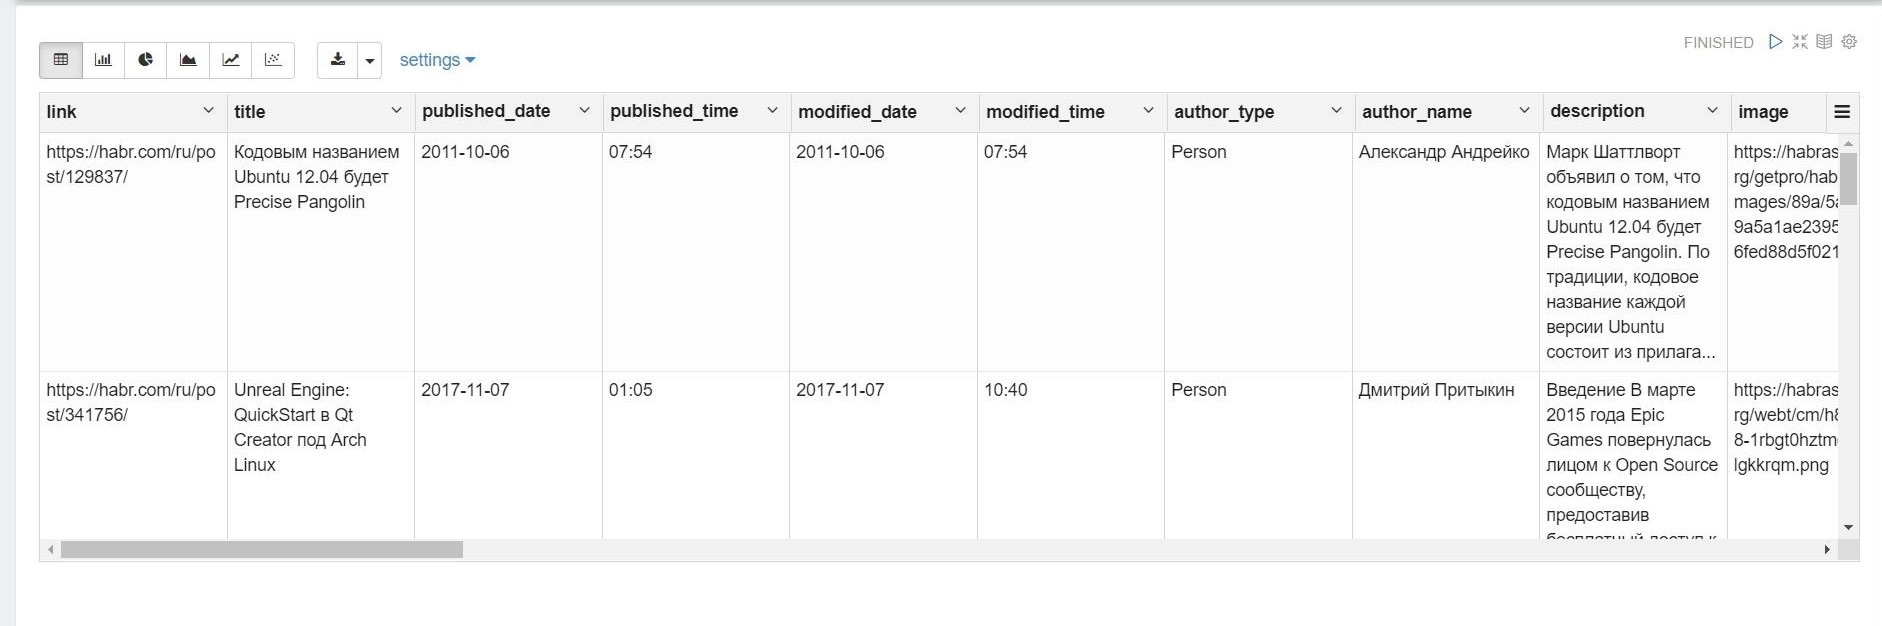 FINISHED
settings
link title published_date published_time modified_date modified_time author_type author_name description image
https://habr.com/ru/po
st/129837/
Кодовым названием
Ubuntu 12.04 будет
Precise Pangolin
2011-10-06
07:54
2011-10-06
07:54
Person
Александр Андрейко
Марк Шаттлворт
объявил о том, что
кодовым названием
Ubuntu 12.04 будет
Precise Pangolin. По
традиции, кодовое
название каждой
версии Ubuntu
состоит из прилага...
https://habras
rg/getpro/hab
mages/89a/5a
9a5a1ae2395
6fed88d5f021
https://habr.com/ru/po
st/341756/
Unreal Engine:
QuickStart в Qt
Creator под Arch
Linux
2017-11-07
01:05
2017-11-07
10:40
Person
Дмитрий Притыкин
Введение В марте
2015 года Epic
Games повернулась
лицом к Open Source
сообществу,
предоставив
бесплатный доступ к
https://habras
rg/webt/cm/h8
8-1rbgt0hztm
lgkkrqm.png